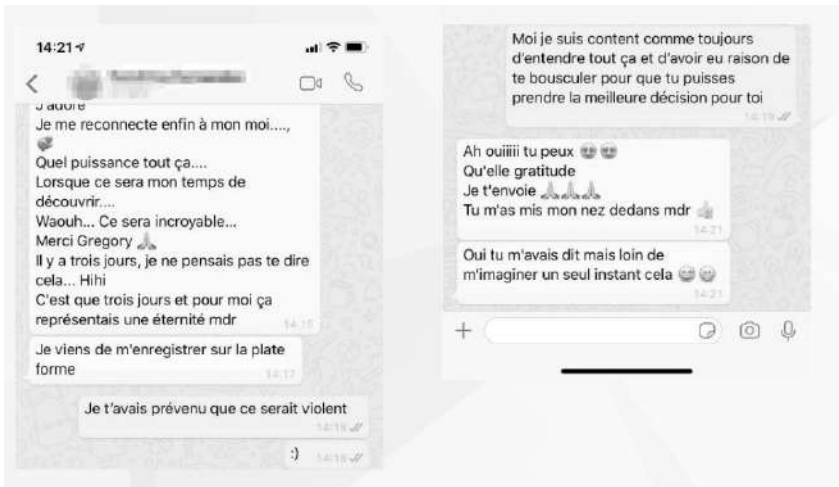 14:21
J'adore
Je me reconnecte enfin à mon moi....,
Quel puissance tout ça....
Lorsque ce sera mon temps de
découvrir....
Waouh... Ce sera incroyable...
Merci Gregory 🙏
Il y a trois jours, je ne pensais pas te dire
cela... Hihi
C'est que trois jours et pour moi ça
représentais une éternité mdr
14:15
Je viens de m'enregistrer sur la plate
forme
14:17
Je t'avais prévenu que ce serait violent
14:18
:)
14:18
Moi je suis content comme toujours
d'entendre tout ça et d'avoir eu raison de
te bousculer pour que tu puisses
prendre la meilleure décision pour toi
14:19
Ah ouiiiii tu peux
Qu'elle gratitude
Je t'envoie 🙏🙏🙏
Tu m'as mis mon nez dedans mdr 👍
14:21
Oui tu m'avais dit mais loin de
m'imaginer un seul instant cela
14:21